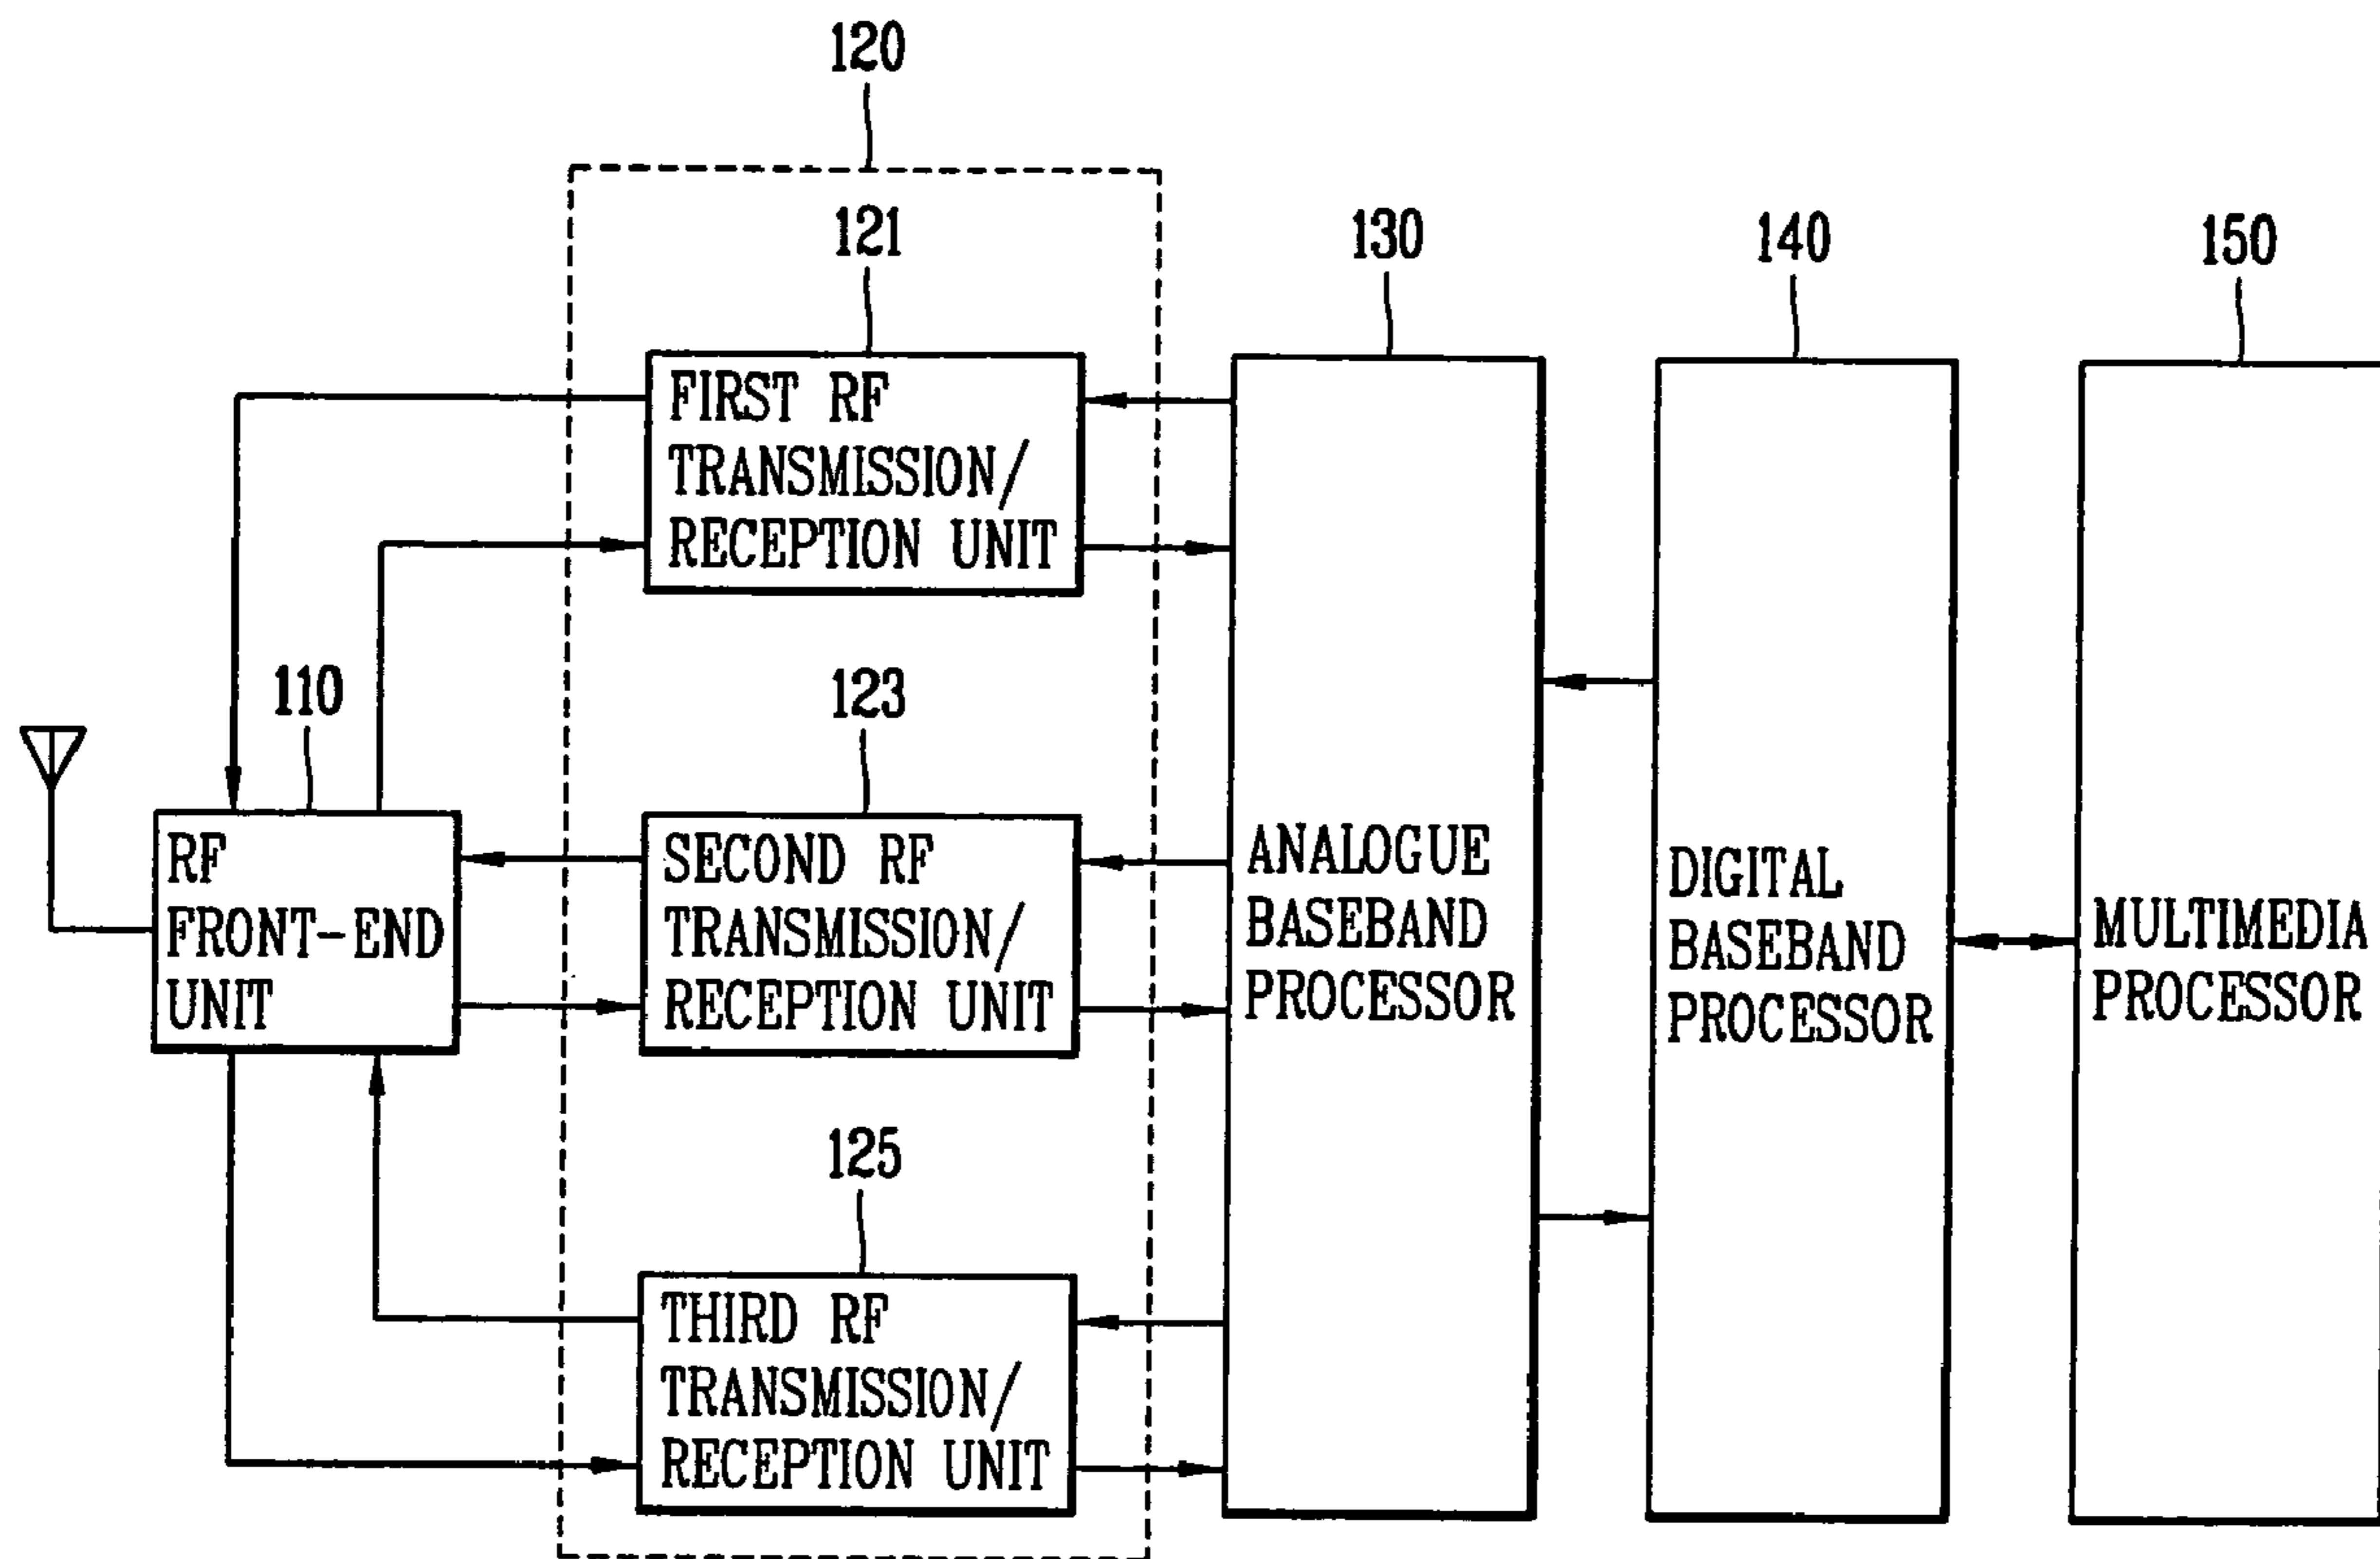 120
121
130
140
150
FIRST RF
TRANSMISSION/
RECEPTION UNIT
110
123
RF
FRONT-END
UNIT
SECOND RF
TRANSMISSION/
RECEPTION UNIT
ANALOGUE
BASEBAND
PROCESSOR
DIGITAL
BASEBAND
PROCESSOR
MULTIMEDIA
PROCESSOR
125
THIRD RF
TRANSMISSION/
RECEPTION UNIT